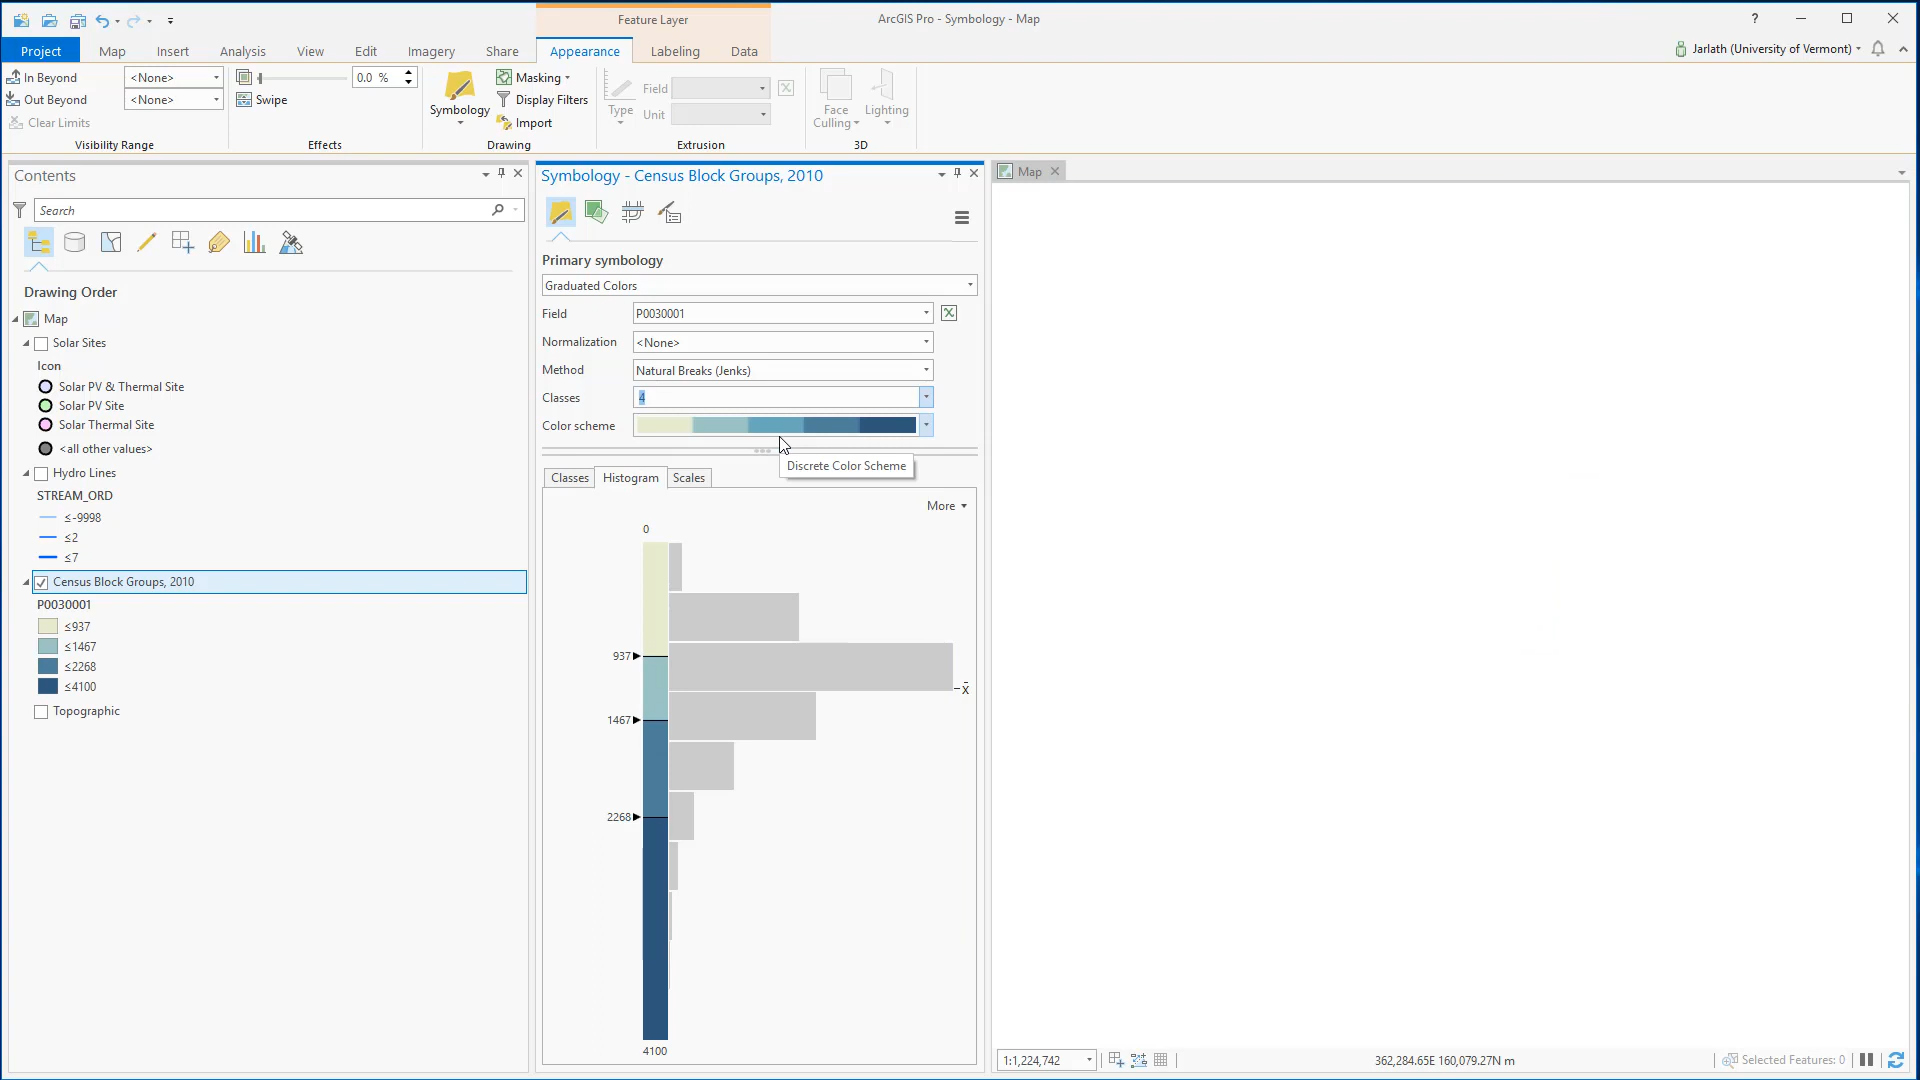 Feature Layer
ArcGIS Pro - Symbology - Map
?
Project
Map
Insert
Analysis
View
Edit
Imagery
Share
Appearance
Labeling
Data
Jarlath (University of Vermont)
In Beyond
<None>
Out Beyond
<None>
Clear Limits
Visibility Range
0.0 %
Swipe
Effects
Symbology
Masking
Display Filters
Import
Drawing
Type
Field
Unit
Extrusion
Face
Culling
Lighting
3D
Contents
Search
Drawing Order
Map
Solar Sites
Icon
Solar PV & Thermal Site
Solar PV Site
Solar Thermal Site
<all other values>
Hydro Lines
STREAM_ORD
≤-9998
≤2
≤7
Census Block Groups, 2010
P0030001
≤937
≤1467
≤2268
≤4100
Topographic
Symbology - Census Block Groups, 2010
Primary symbology
Graduated Colors
Field
P0030001
Normalization
<None>
Method
Natural Breaks (Jenks)
Classes
4
Color scheme
Discrete Color Scheme
Classes
Histogram
Scales
More
0
937
x̄
1467
2268
4100
Map
1:1,224,742
362,284.65E 160,079.27N m
Selected Features: 0